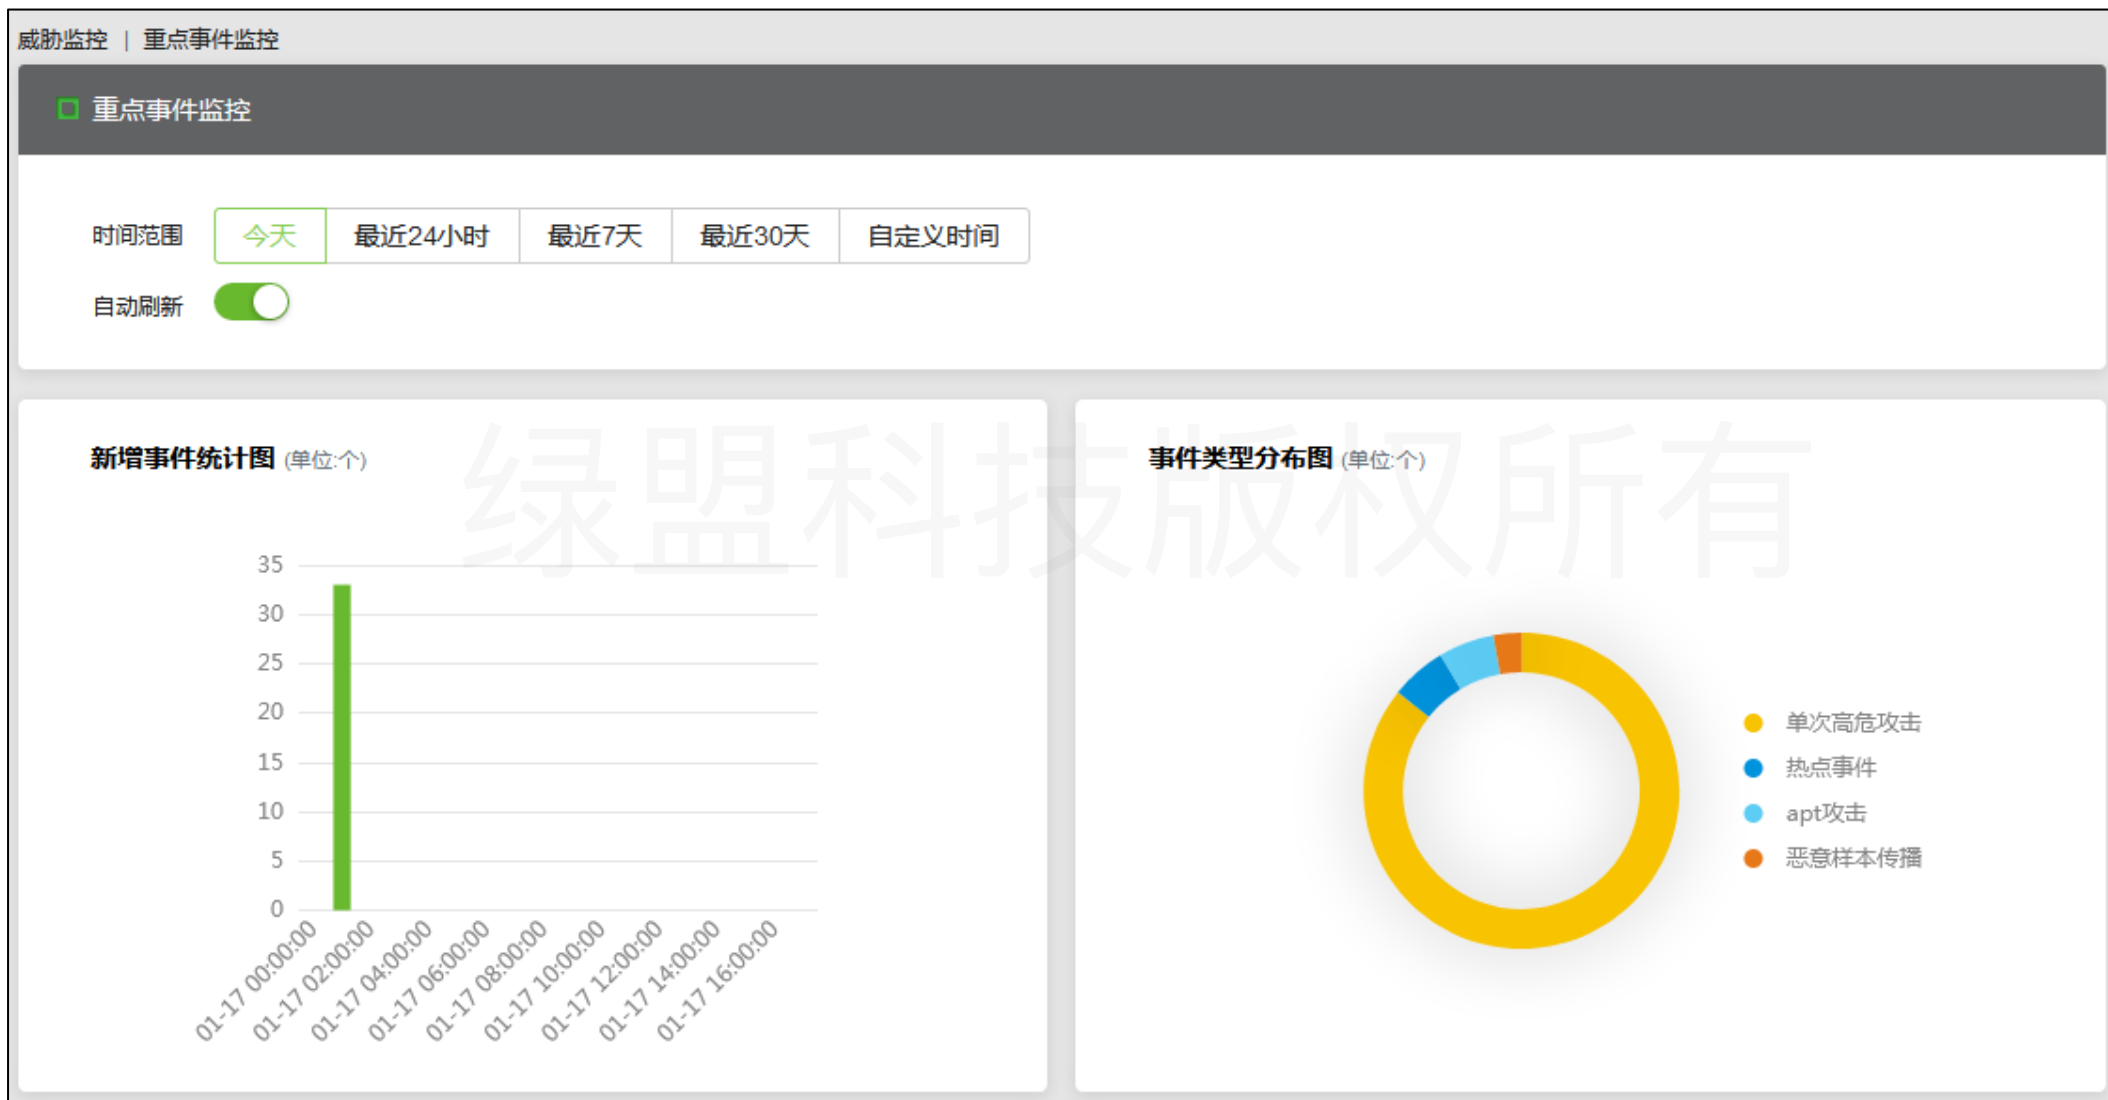 威胁监控 | 重点事件监控
重点事件监控
时间范围 今天 最近24小时 最近7天 最近30天 自定义时间
自动刷新
新增事件统计图 (单位:个)
35
30
25
20
15
10
5
0
01-17 00:00:00
01-17 02:00:00
01-17 04:00:00
01-17 06:00:00
01-17 08:00:00
01-17 10:00:00
01-17 12:00:00
01-17 14:00:00
01-17 16:00:00
事件类型分布图 (单位:个)
单次高危攻击
热点事件
apt攻击
恶意样本传播
绿盟科技版权所有